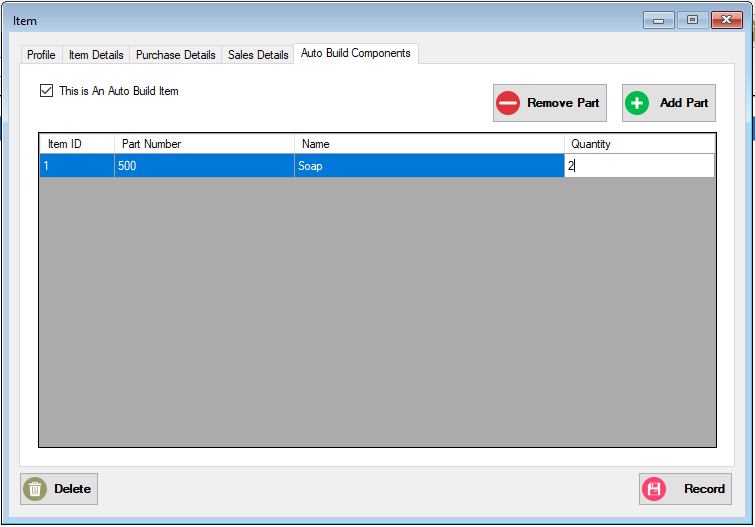 Item
Profile Item Details Purchase Details Sales Details Auto Build Components
This is An Auto Build Item
Remove Part Add Part
Item ID Part Number Name Quantity
1 500 Soap 2
Delete Record